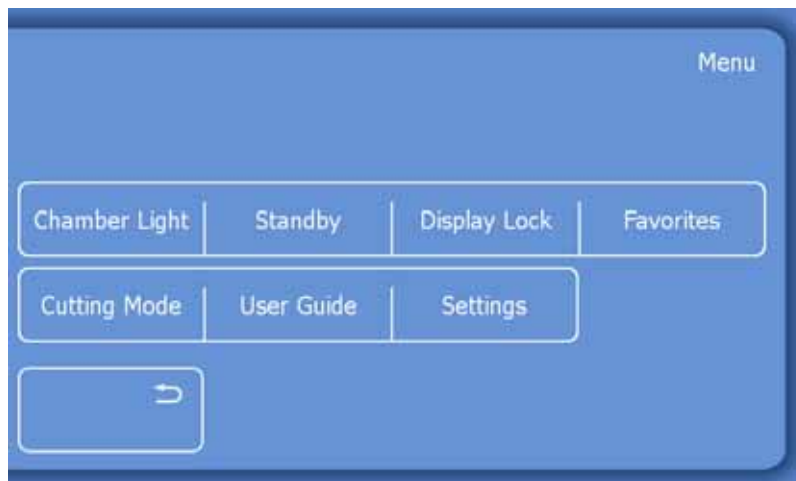 Menu
Chamber Light Standby Display Lock Favorites
Cutting Mode User Guide Settings